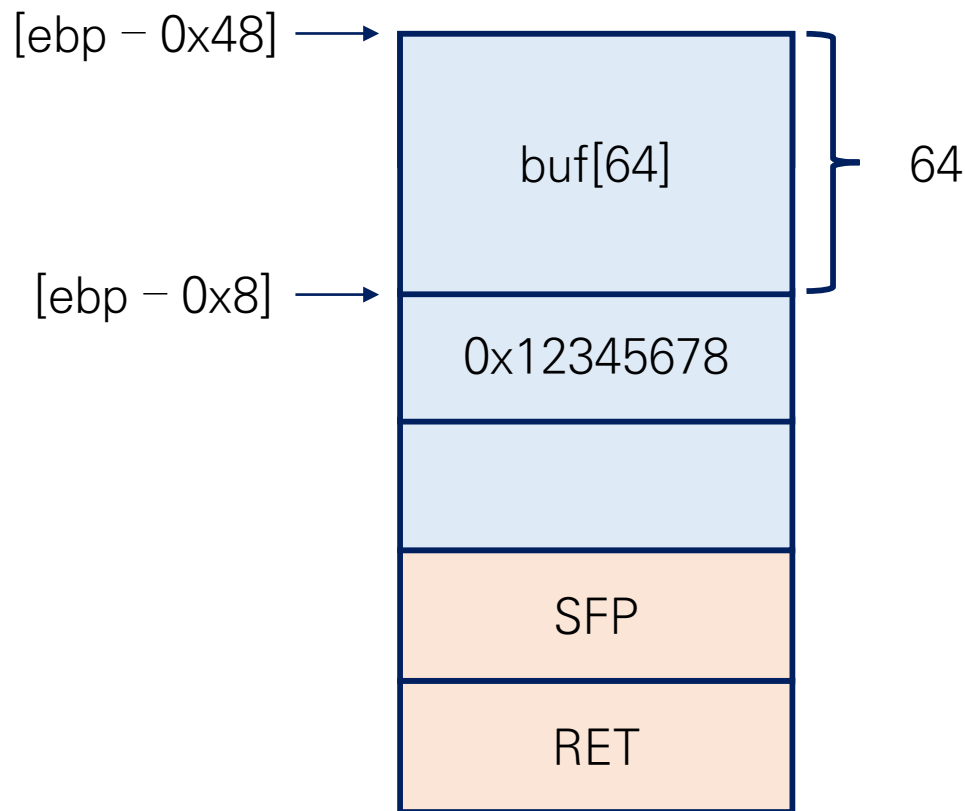 [ebp – 0x48]
buf[64]
64
[ebp – 0x8]
0x12345678
SFP
RET